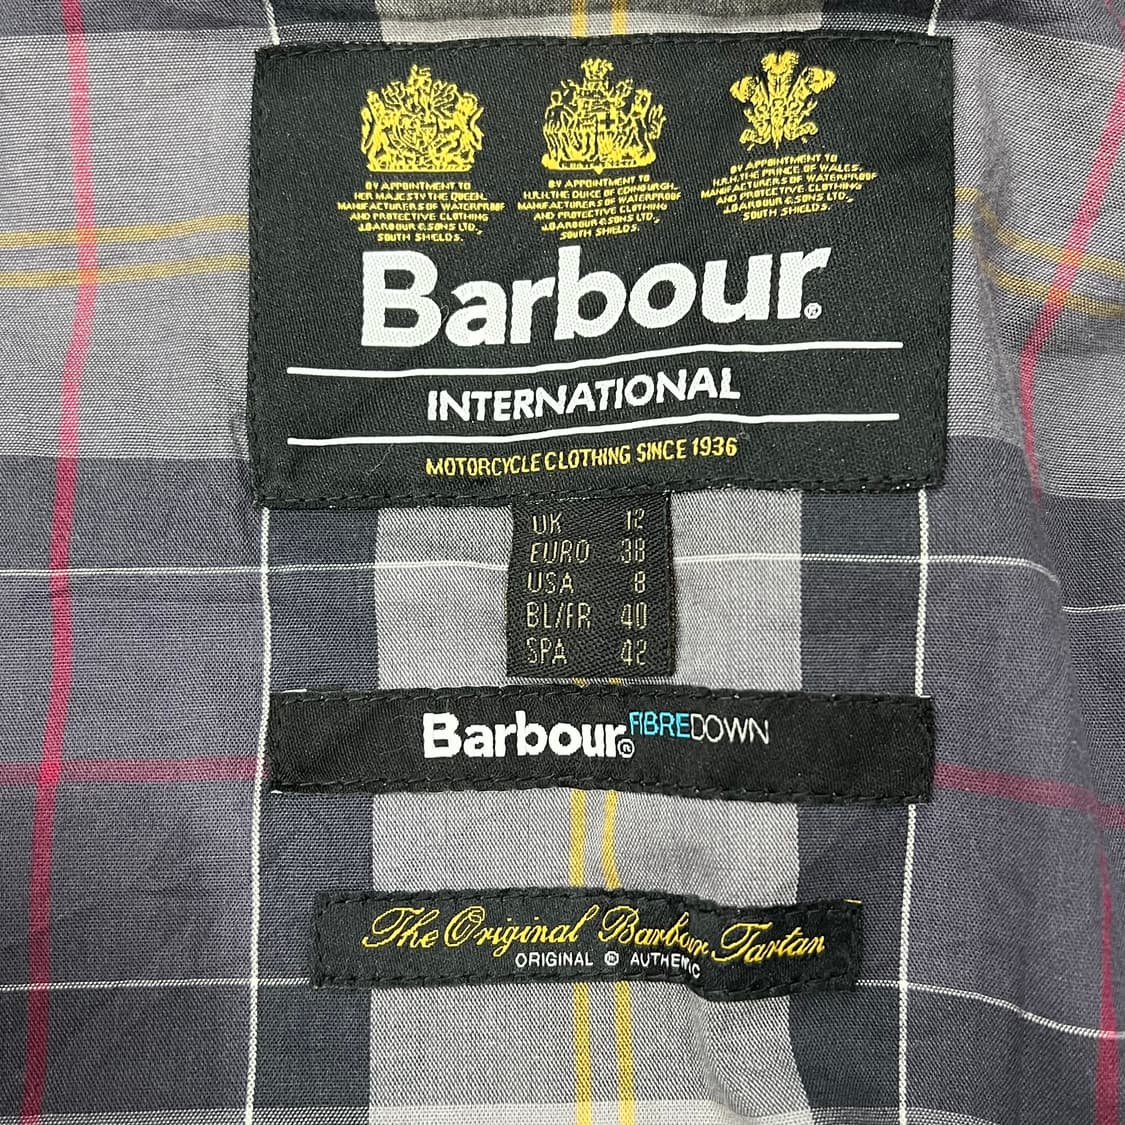 BY APPOINTMENT TO
HER MAJESTY THE QUEEN.
MANUFACTURERS OF WATERPROOF
AND PROTECTIVE CLOTHING
J.BARBOUR & SONS LTD.,
SOUTH SHIELDS.
BY APPOINTMENT TO
H.R.H. THE DUKE OF EDINBURGH.
MANUFACTURERS OF WATERPROOF
AND PROTECTIVE CLOTHING
J.BARBOUR & SONS LTD.,
SOUTH SHIELDS.
BY APPOINTMENT TO
H.R.H. THE PRINCE OF WALES.
MANUFACTURERS OF WATERPROOF
AND PROTECTIVE CLOTHING
J.BARBOUR & SONS LTD.,
SOUTH SHIELDS.
Barbour®
INTERNATIONAL
MOTORCYCLE CLOTHING SINCE 1936
UK 12
EURO 38
USA 8
BL/FR 40
SPA 42
Barbour® FIBREDOWN
The Original Barbour Tartan
ORIGINAL ® AUTHENTIC